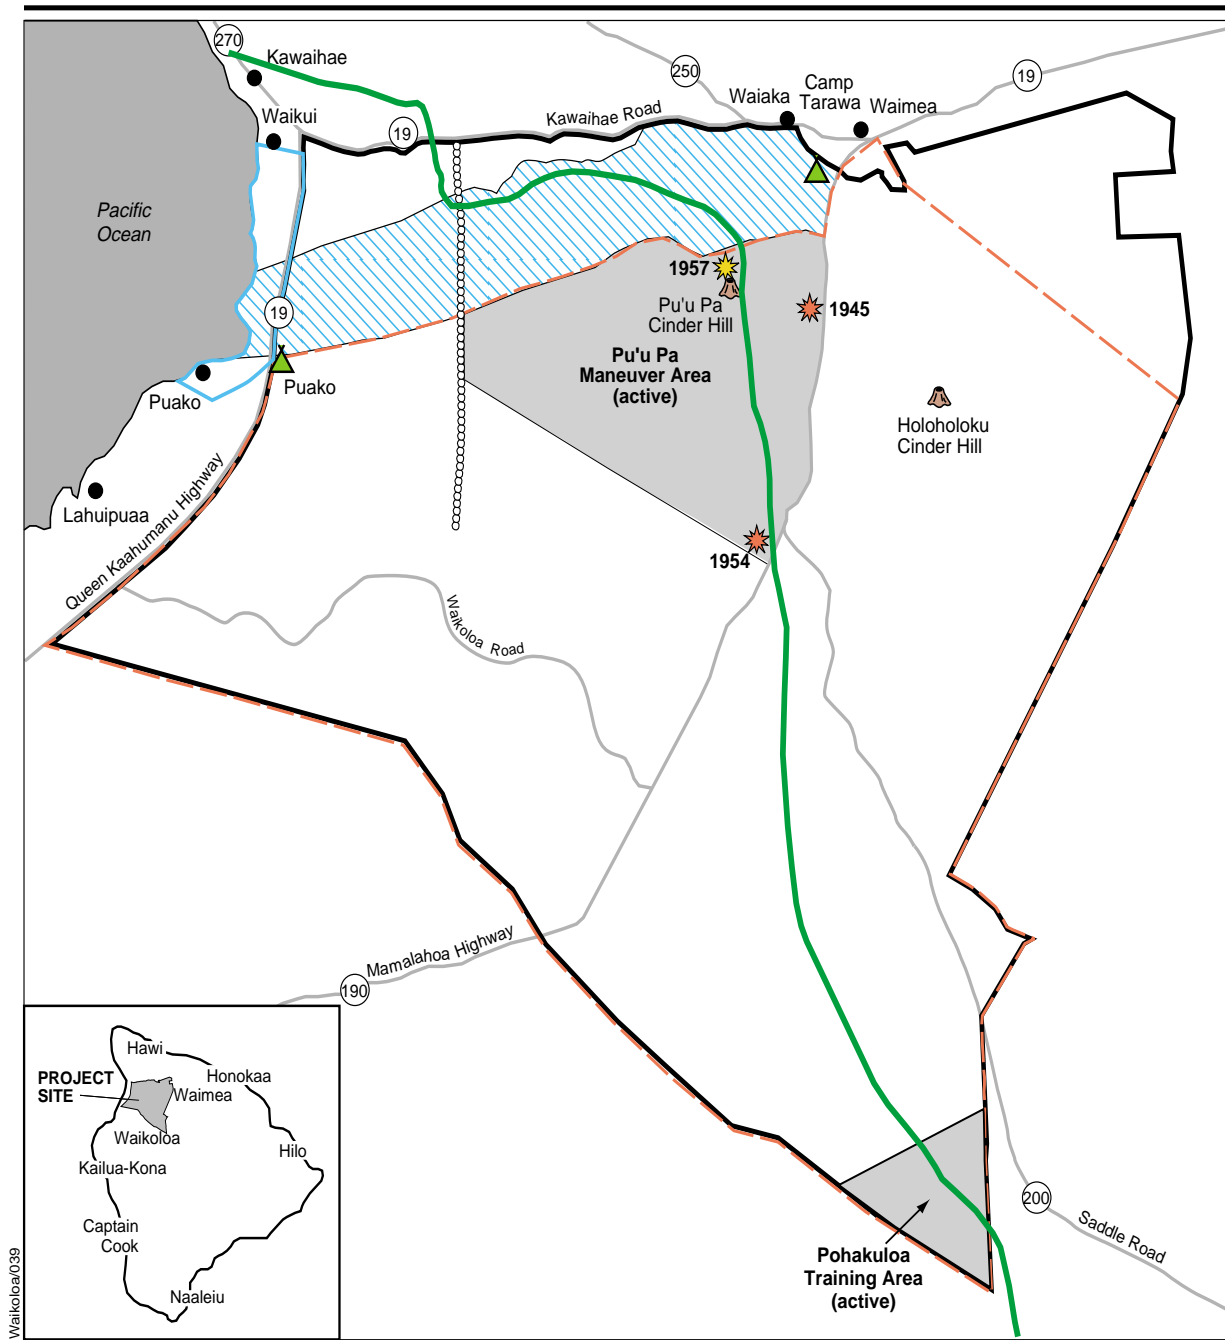 270
Kawaihae
Waikui
250
Waiaka
Camp
Tarawa
Waimea
19
Kawaihae Road
19
Pacific
Ocean
1957
Pu'u Pa
Cinder Hill
1945
19
Pu'u Pa
Maneuver Area
(active)
Puako
Puako
Holoholoku
Cinder Hill
Lahuipuaa
Queen Kaahumanu Highway
1954
Waikoloa Road
Mamalahoa Highway
190
Hawi
PROJECT
SITE
Honokaa
Waimea
Waikoloa
Hilo
Kailua-Kona
Captain
Cook
Naaleiu
200
Saddle Road
Pohakuloa
Training Area
(active)
Waikoloa/039